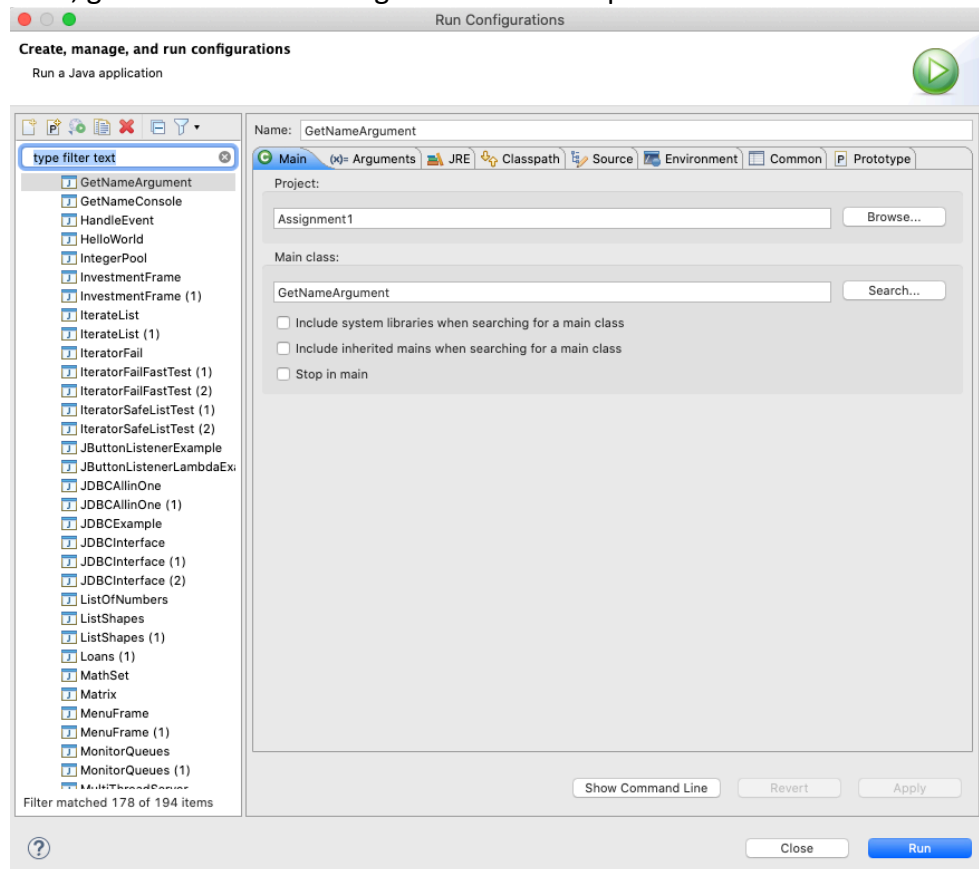 Run Configurations
Create, manage, and run configurations
Run a Java application
type filter text
GetNameArgument
GetNameConsole
HandleEvent
HelloWorld
IntegerPool
InvestmentFrame
InvestmentFrame (1)
IterateList
IterateList (1)
IteratorFail
IteratorFailFastTest (1)
IteratorFailFastTest (2)
IteratorSafeListTest (1)
IteratorSafeListTest (2)
JButtonListenerExample
JButtonListenerLambdaExa
JDBCAllinOne
JDBCAllinOne (1)
JDBCExample
JDBCInterface
JDBCInterface (1)
JDBCInterface (2)
ListOfNumbers
ListShapes
ListShapes (1)
Loans (1)
MathSet
Matrix
MenuFrame
MenuFrame (1)
MonitorQueues
MonitorQueues (1)
MultiThreadServer
Filter matched 178 of 194 items
Name: GetNameArgument
Main (x)= Arguments JRE Classpath Source Environment Common P Prototype
Project:
Assignment1 Browse...
Main class:
GetNameArgument Search...
Include system libraries when searching for a main class
Include inherited mains when searching for a main class
Stop in main
Show Command Line Revert Apply
? Close Run